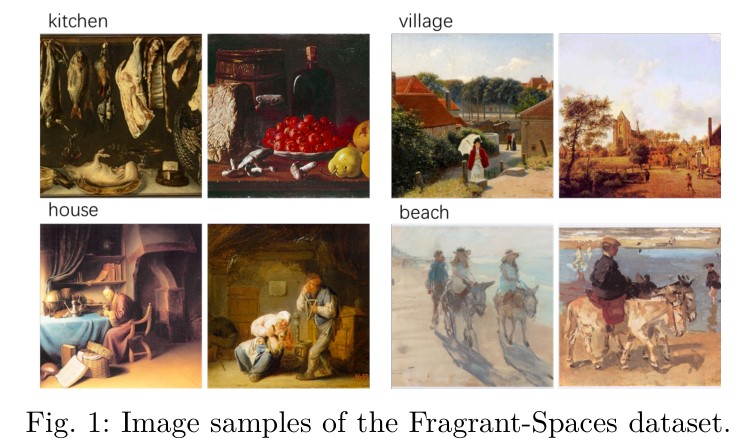 kitchen
village
house
beach
Fig. 1: Image samples of the Fragrant-Spaces dataset.